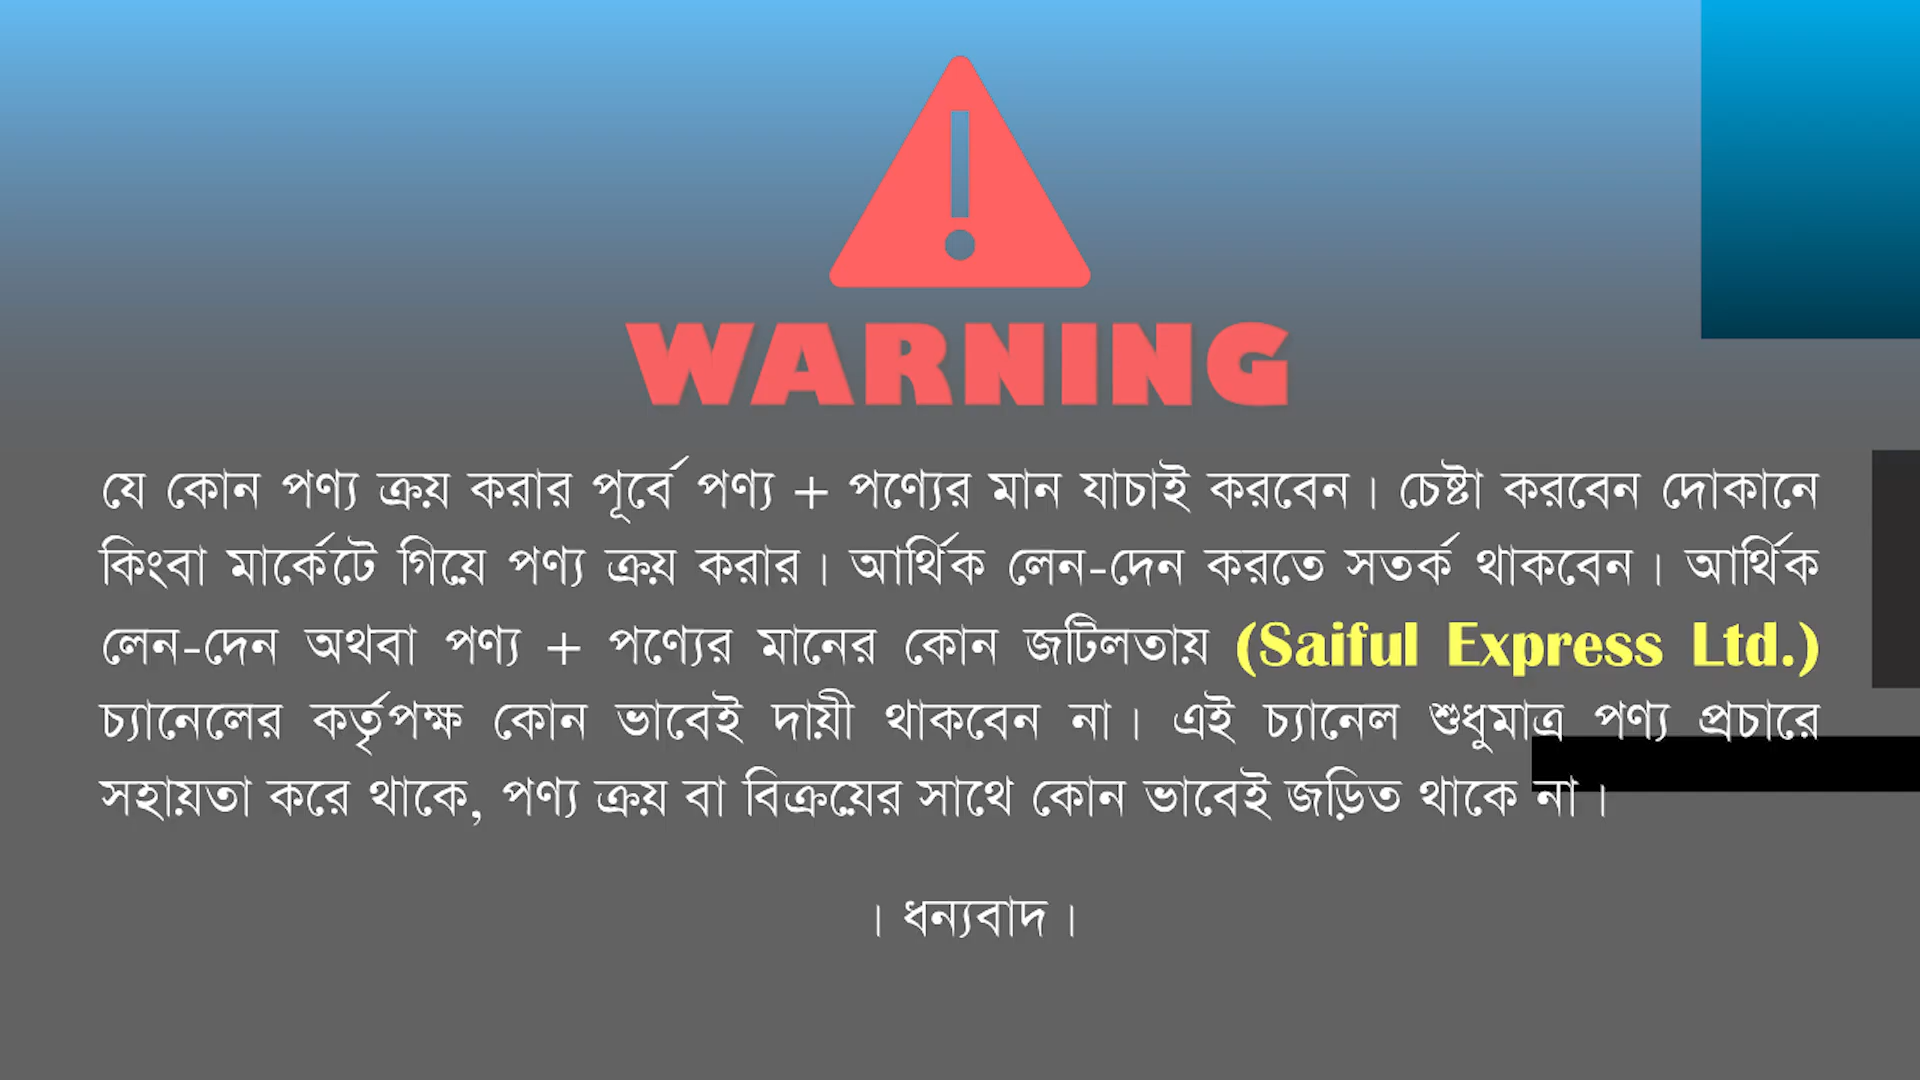 WARNING
যে কোন পণ্য ক্রয় করার পূর্বে পণ্য + পণ্যের মান যাচাই করবেন। চেষ্টা করবেন দোকানে
কিংবা মার্কেটে গিয়ে পণ্য ক্রয় করার। আর্থিক লেন-দেন করতে সতর্ক থাকবেন। আর্থিক
লেন-দেন অথবা পণ্য + পণ্যের মানের কোন জটিলতায় (Saiful Express Ltd.)
চ্যানেলের কর্তৃপক্ষ কোন ভাবেই দায়ী থাকবেন না। এই চ্যানেল শুধুমাত্র পণ্য প্রচারে
সহায়তা করে থাকে, পণ্য ক্রয় বা বিক্রয়ের সাথে কোন ভাবেই জড়িত থাকে না।
। ধন্যবাদ ।